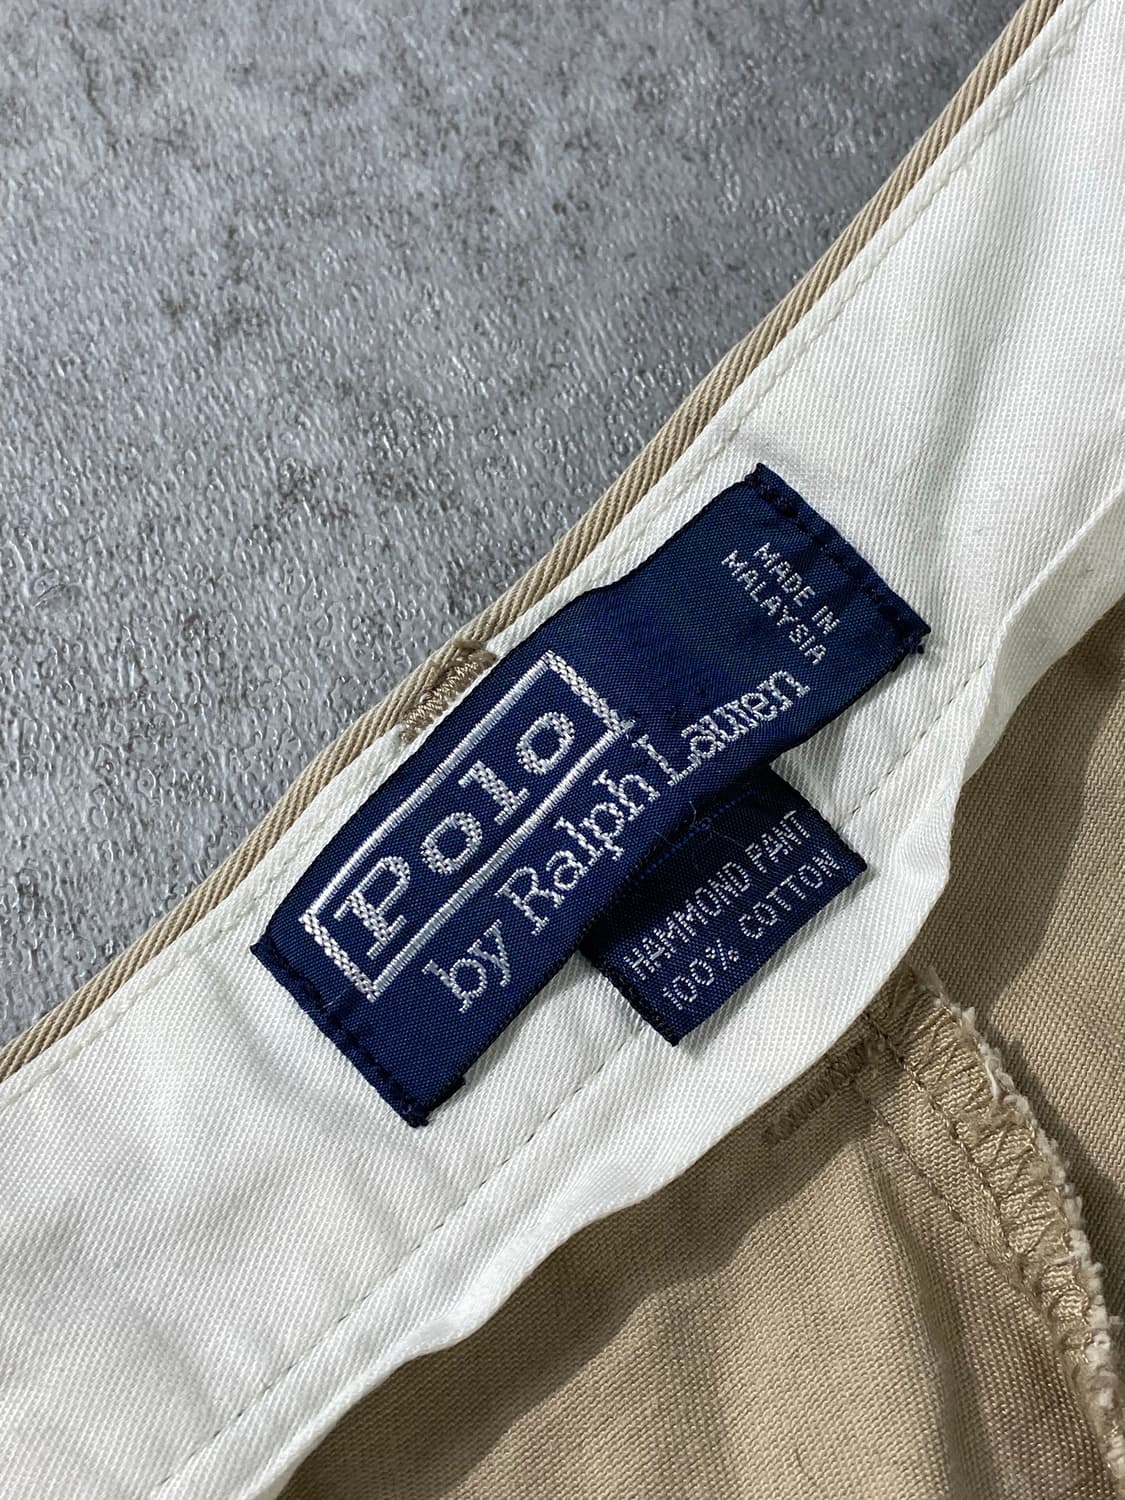 MADE IN
MALAYSIA
Polo
by Ralph Lauren
HAMMOND PANT
100% COTTON